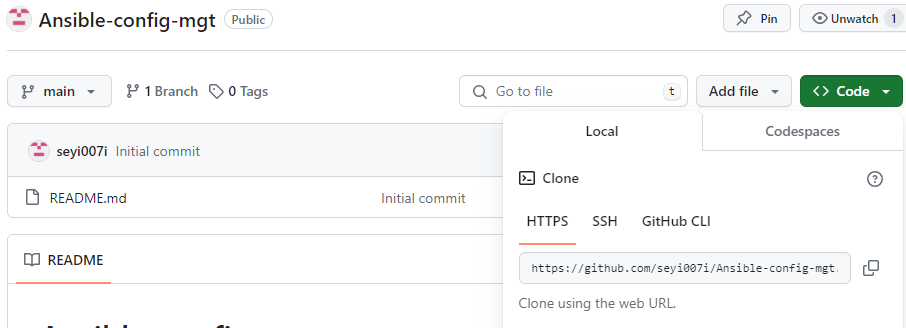 Ansible-config-mgt Public Pin Unwatch 1
main 1 Branch 0 Tags Go to file t Add file Code
Local Codespaces
seyi007i Initial commit
Clone
README.md Initial commit
HTTPS SSH GitHub CLI
README
https://github.com/seyi007i/Ansible-config-mgt.
Clone using the web URL.